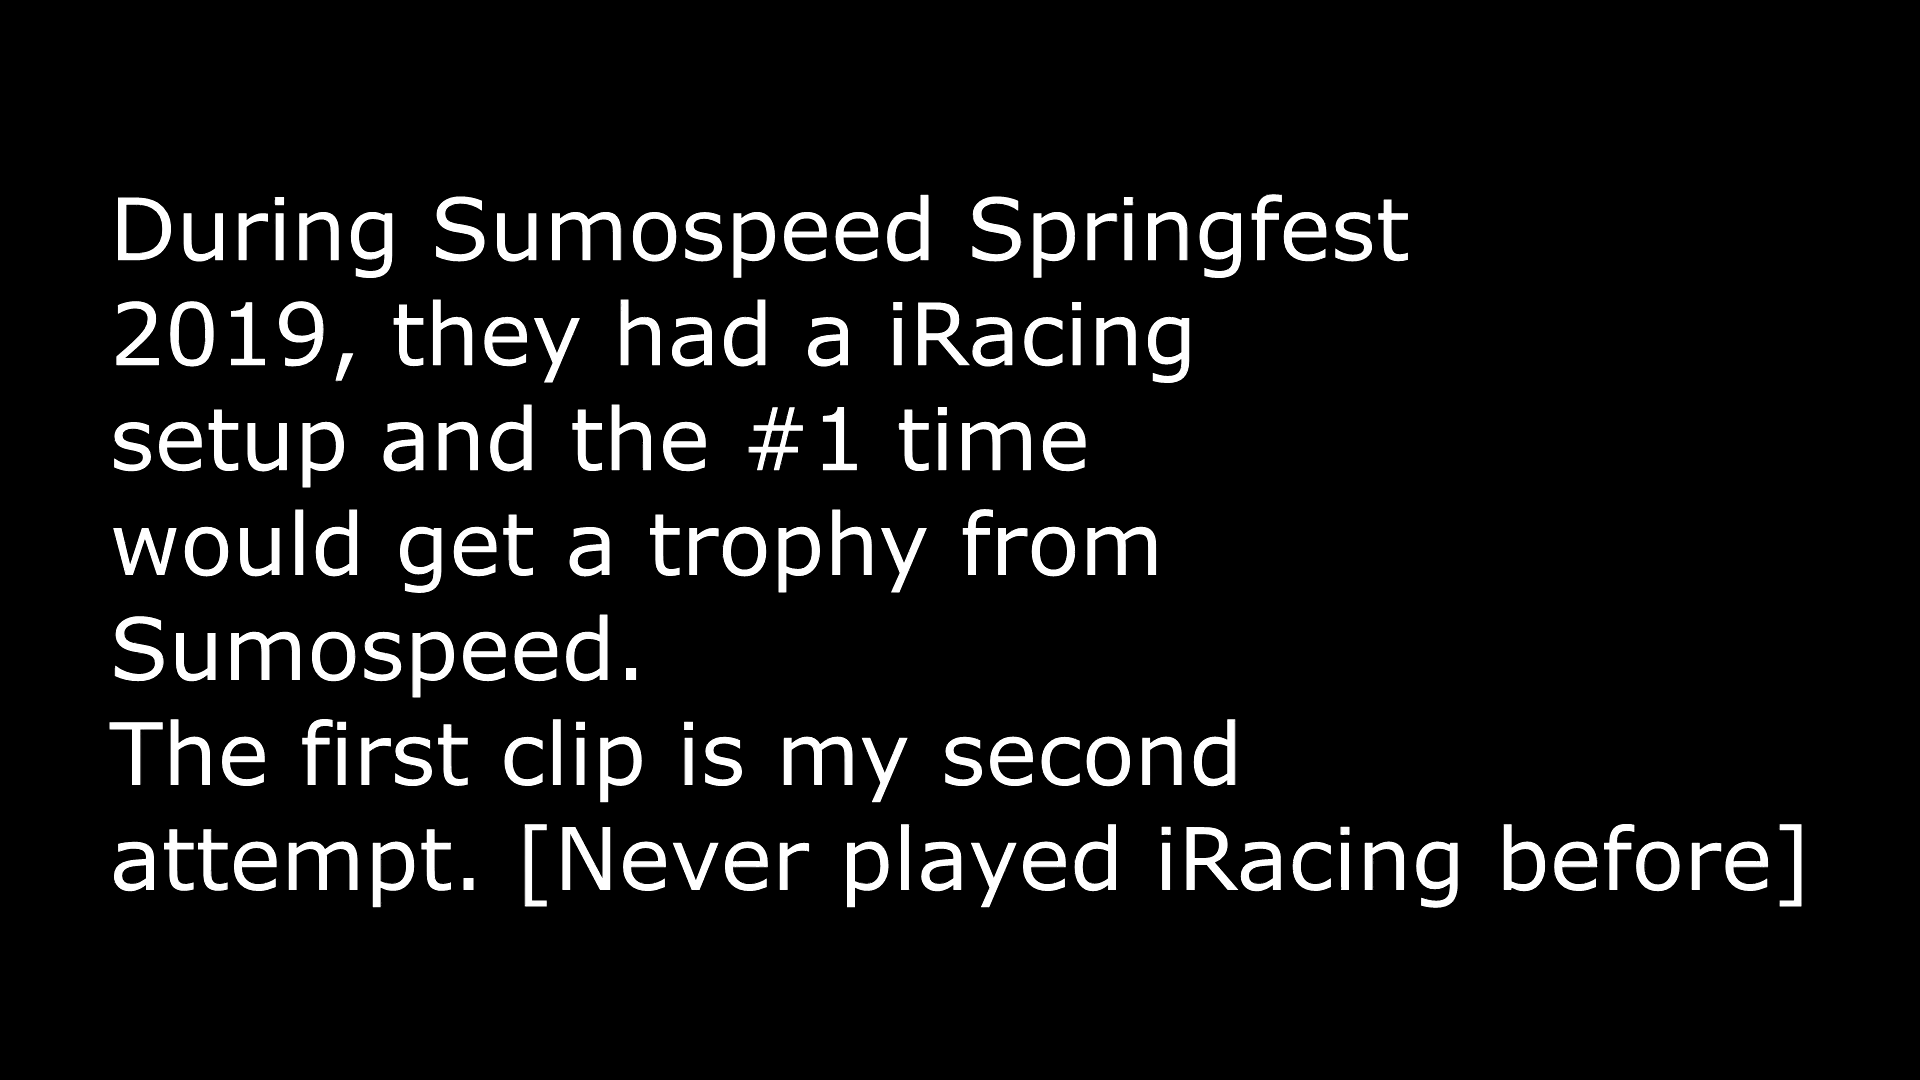 During Sumospeed Springfest
2019, they had a iRacing
setup and the #1 time
would get a trophy from
Sumospeed.
The first clip is my second
attempt. [Never played iRacing before]